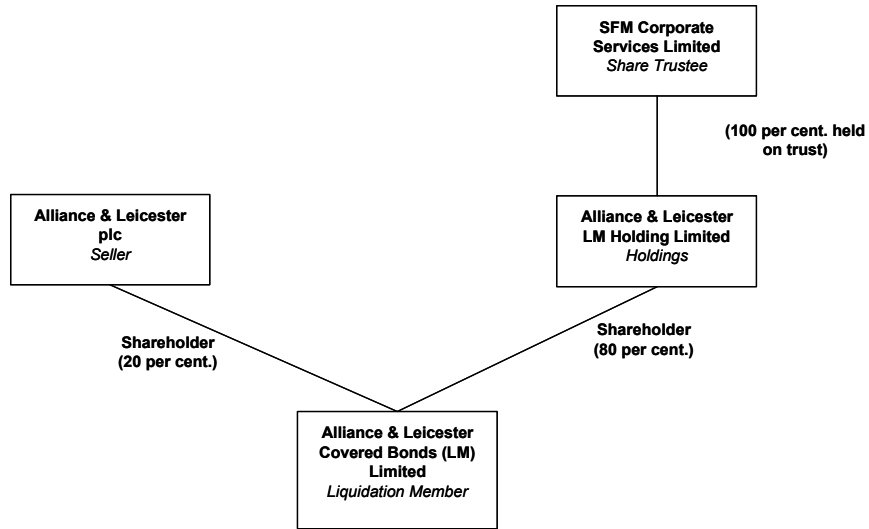 SFM Corporate
Services Limited
Share Trustee
(100 per cent. held
on trust)
Alliance & Leicester
plc
Seller
Alliance & Leicester
LM Holding Limited
Holdings
Shareholder
(20 per cent.)
Shareholder
(80 per cent.)
Alliance & Leicester
Covered Bonds (LM)
Limited
Liquidation Member